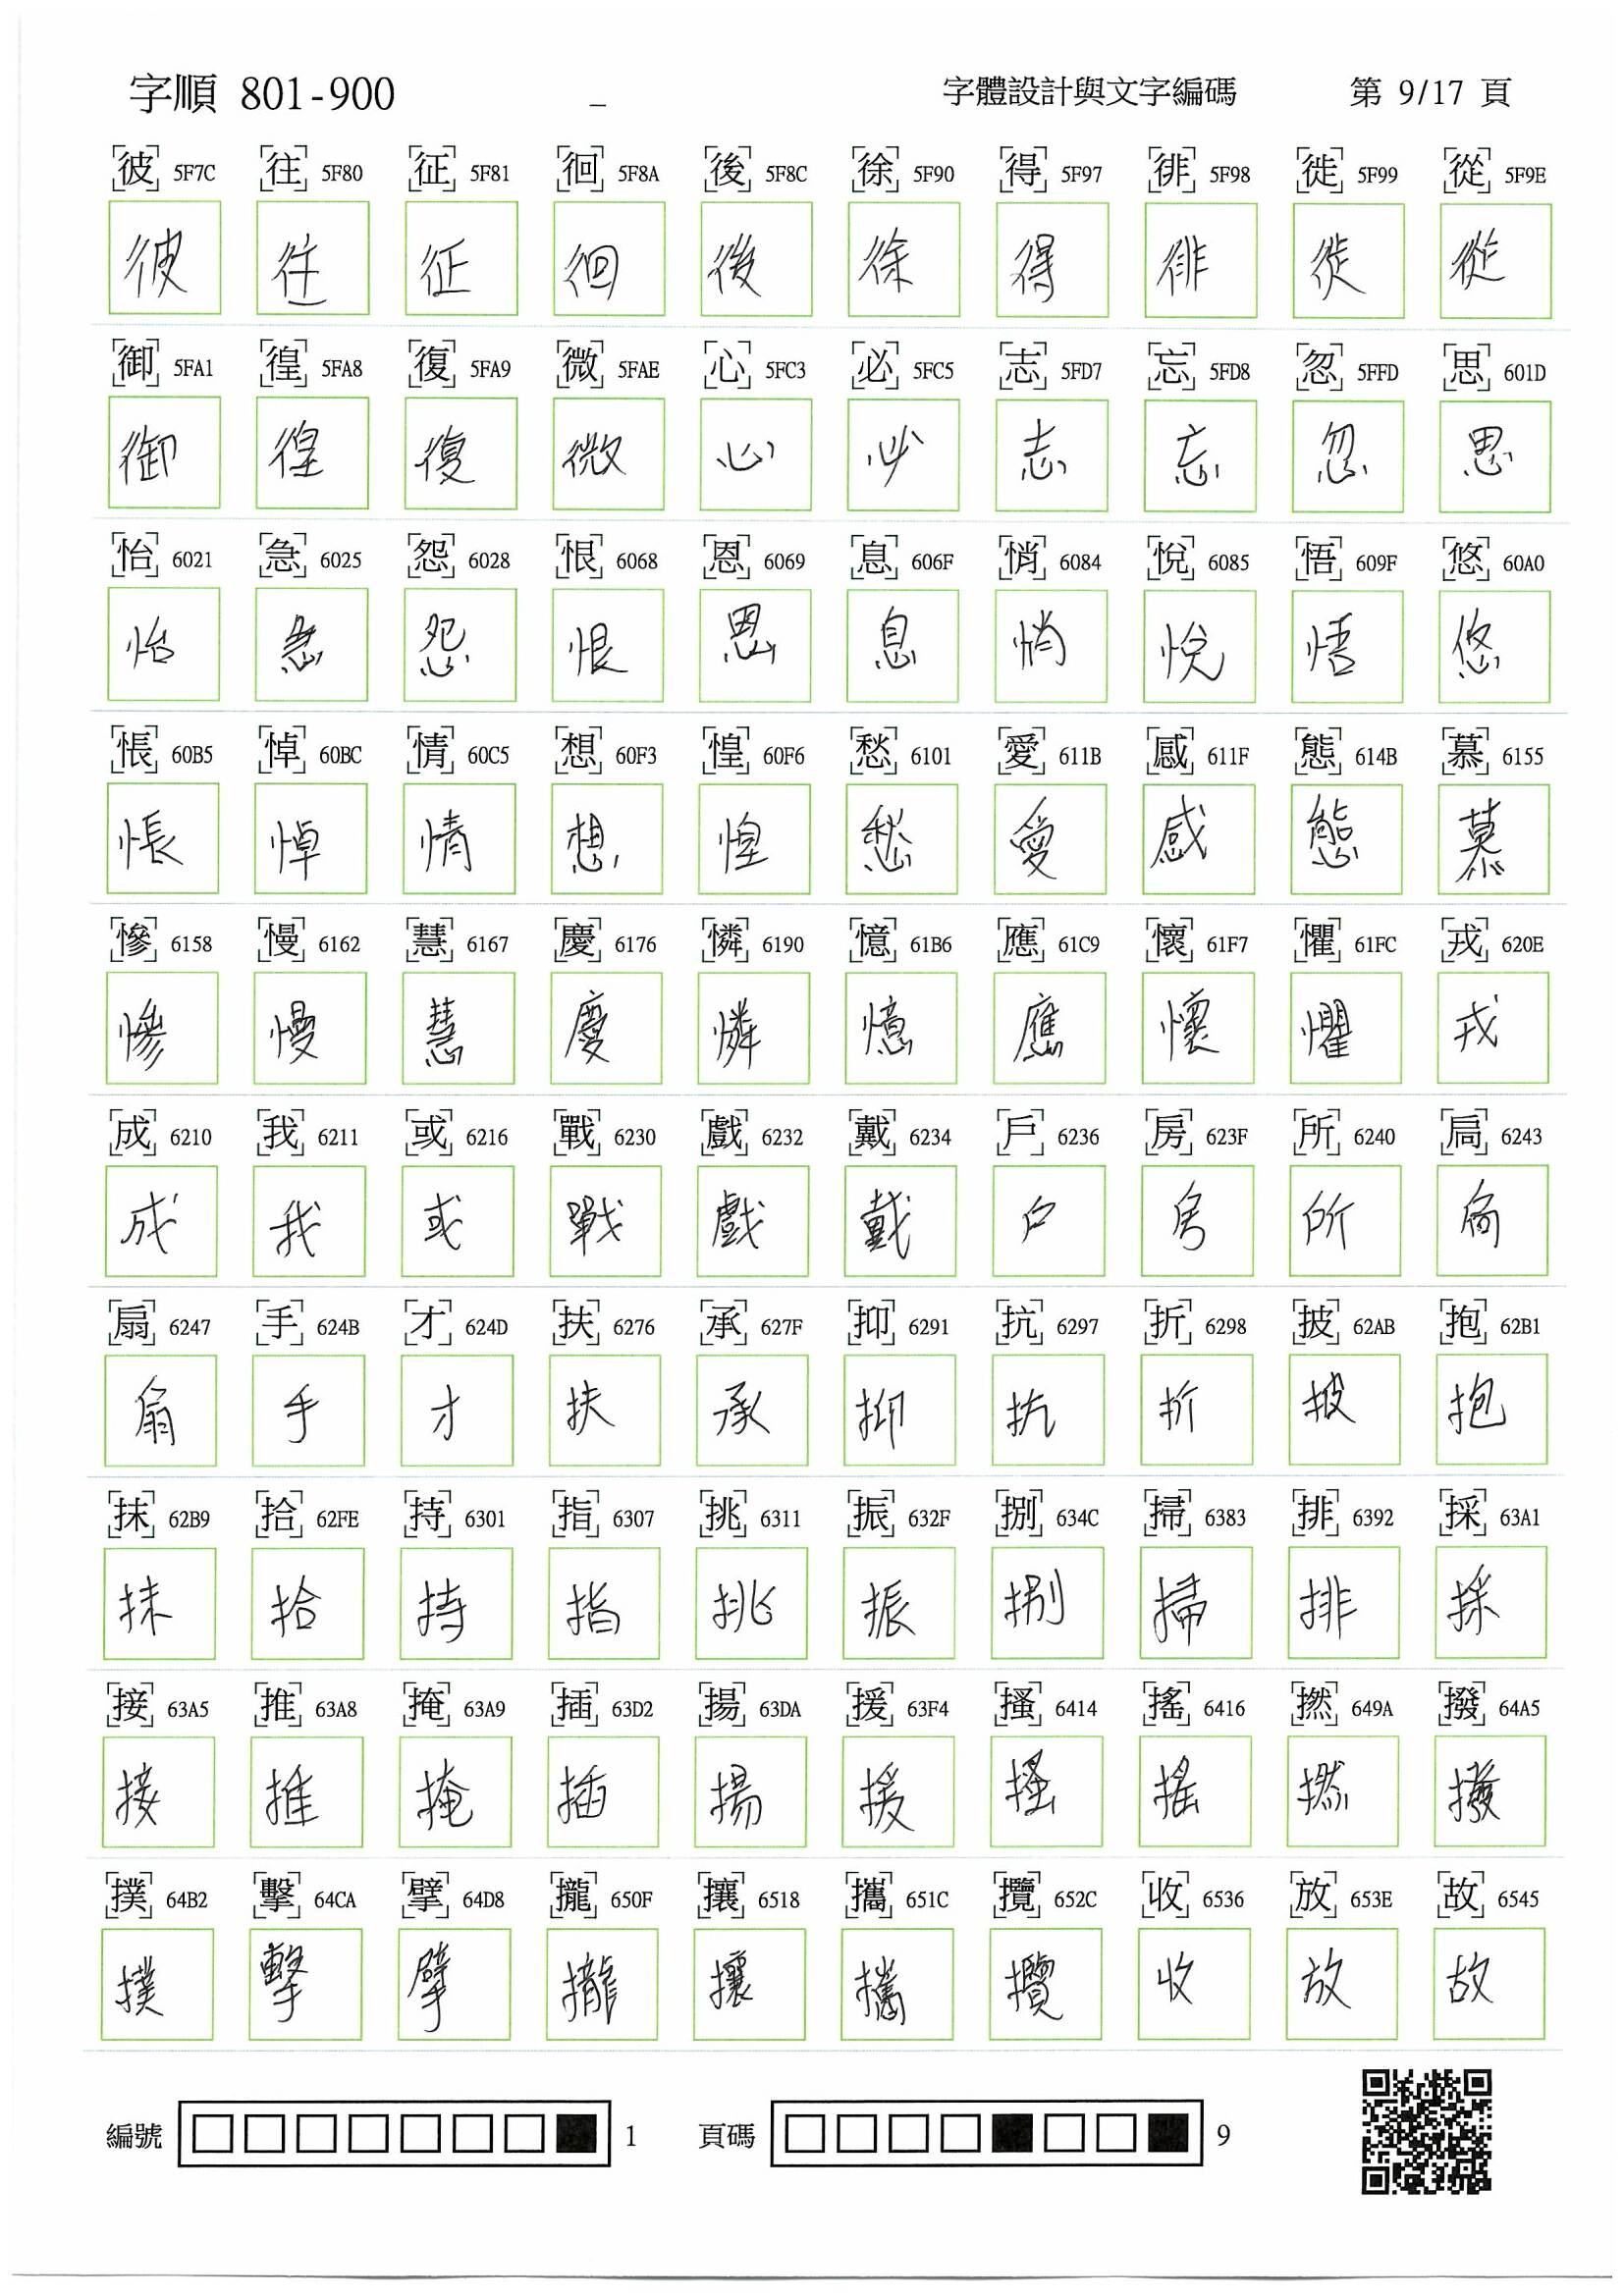 字順 801-900 _ 字體設計與文字編碼 第 9/17 頁
彼 5F7C 往 5F80 征 5F81 徊 5F8A 後 5F8C 徐 5F90 得 5F97 徘 5F98 徙 5F99 從 5F9E
彼 往 征 徊 後 徐 得 徘 徙 從
御 5FA1 徨 5FA8 復 5FA9 微 5FAE 心 5FC3 必 5FC5 志 5FD7 忘 5FD8 忽 5FFD 思 601D
御 徨 復 微 心 必 志 忘 忽 思
怡 6021 急 6025 怨 6028 恨 6068 恩 6069 息 606F 悄 6084 悅 6085 悟 609F 悠 60A0
怡 急 怨 恨 恩 息 悄 悅 悟 悠
悵 60B5 悼 60BC 情 60C5 想 60F3 惶 60F6 愁 6101 愛 611B 感 611F 態 614B 慕 6155
悵 悼 情 想 惶 愁 愛 感 態 慕
慘 6158 慢 6162 慧 6167 慶 6176 憐 6190 憶 61B6 應 61C9 懷 61F7 懼 61FC 戎 620E
慘 慢 慧 慶 憐 憶 應 懷 懼 戎
成 6210 我 6211 或 6216 戰 6230 戲 6232 戴 6234 戶 6236 房 623F 所 6240 扃 6243
成 我 或 戰 戲 戴 戶 房 所 扃
扇 6247 手 624B 才 624D 扶 6276 承 627F 抑 6291 抗 6297 折 6298 披 62AB 抱 62B1
扇 手 才 扶 承 抑 抗 折 披 抱
抹 62B9 拾 62FE 持 6301 指 6307 挑 6311 振 632F 捌 634C 掃 6383 排 6392 採 63A1
抹 拾 持 指 挑 振 捌 掃 排 採
接 63A5 推 63A8 掩 63A9 插 63D2 揚 63DA 援 63F4 搔 6414 搖 6416 撚 649A 撥 64A5
接 推 掩 插 揚 援 搔 搖 撚 撥
撲 64B2 擊 64CA 擘 64D8 攏 650F 攘 6518 攜 651C 攬 652C 收 6536 放 653E 故 6545
撲 擊 擘 攏 攘 攜 攬 收 放 故
編號 1 頁碼 9